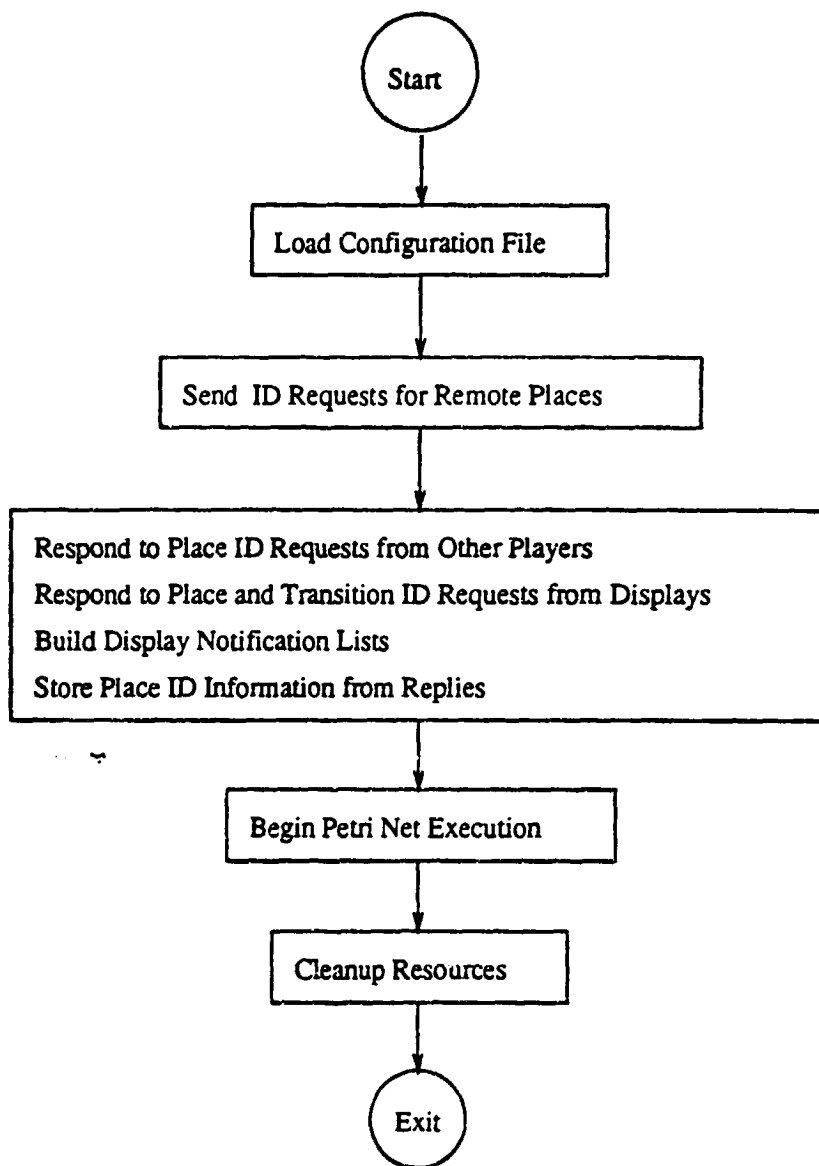 Start
Load Configuration File
Send ID Requests for Remote Places
Respond to Place ID Requests from Other Players
Respond to Place and Transition ID Requests from Displays
Build Display Notification Lists
Store Place ID Information from Replies
Begin Petri Net Execution
Cleanup Resources
Exit